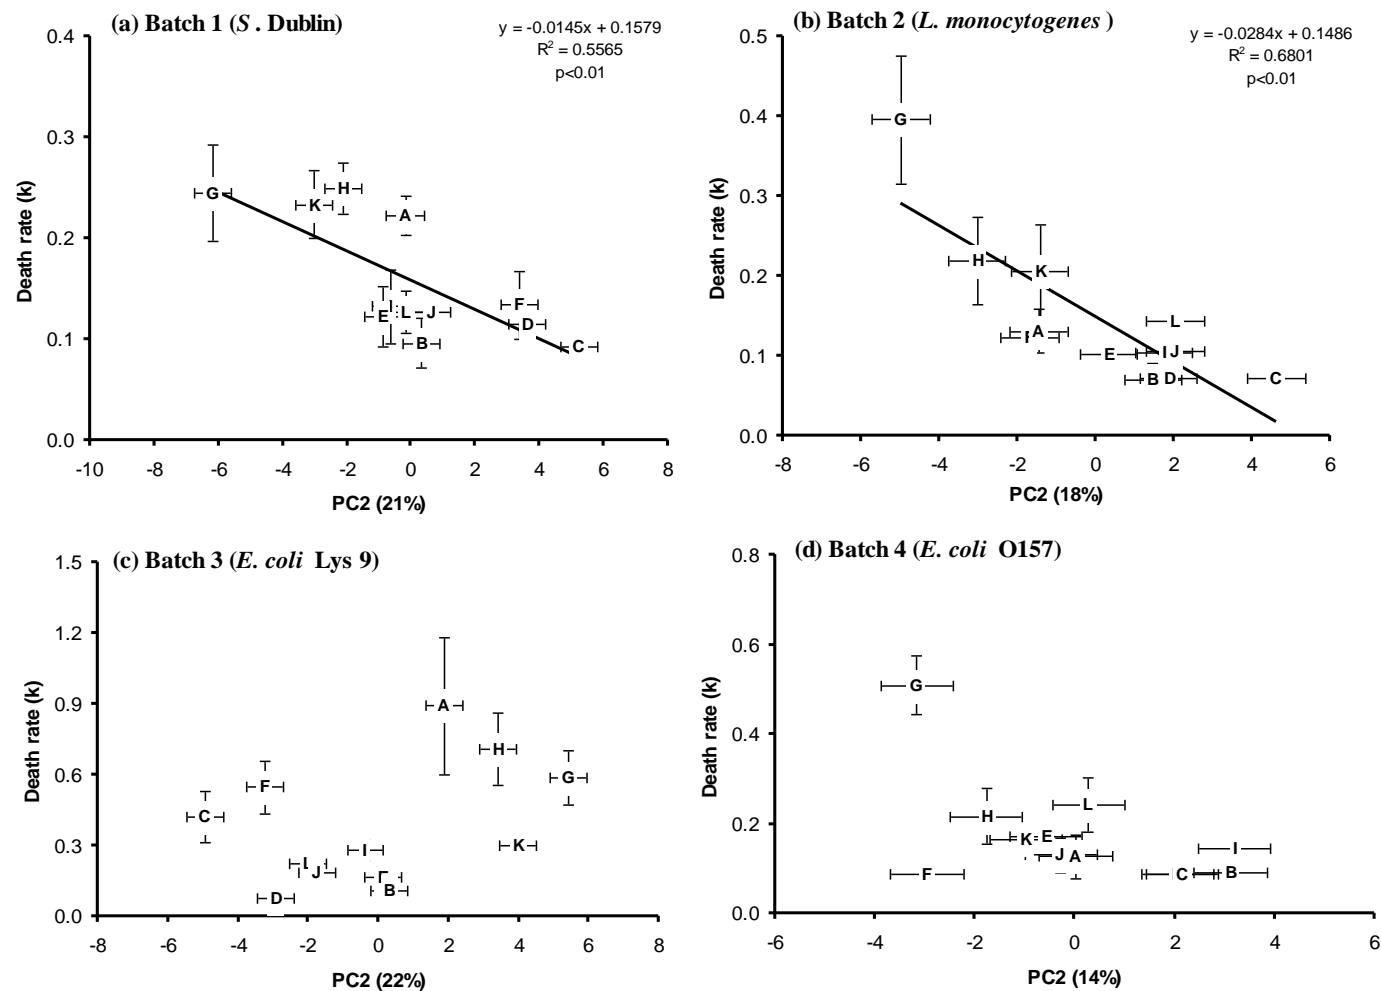 (a) Batch 1 (S . Dublin)
y = -0.0145x + 0.1579
R² = 0.5565
p<0.01
0.4
0.3
0.2
0.1
0.0
Death rate (k)
G
K
H
A
E
I
L
J
B
F
D
C
-10 -8 -6 -4 -2 0 2 4 6 8
PC2 (21%)
(b) Batch 2 (L. monocytogenes )
y = -0.0284x + 0.1486
R² = 0.6801
p<0.01
0.5
0.4
0.3
0.2
0.1
0.0
Death rate (k)
G
H
K
A
E
L
I J
B D
C
-8 -6 -4 -2 0 2 4 6
PC2 (18%)
(c) Batch 3 (E. coli Lys 9)
1.5
1.2
0.9
0.6
0.3
0.0
Death rate (k)
A
H
G
F
C
K
I
L
J
B
D
-8 -6 -4 -2 0 2 4 6 8
PC2 (22%)
(d) Batch 4 (E. coli O157)
0.8
0.6
0.4
0.2
0.0
Death rate (k)
G
H
L
K E
J A
I
F
C
B
-6 -4 -2 0 2 4 6
PC2 (14%)